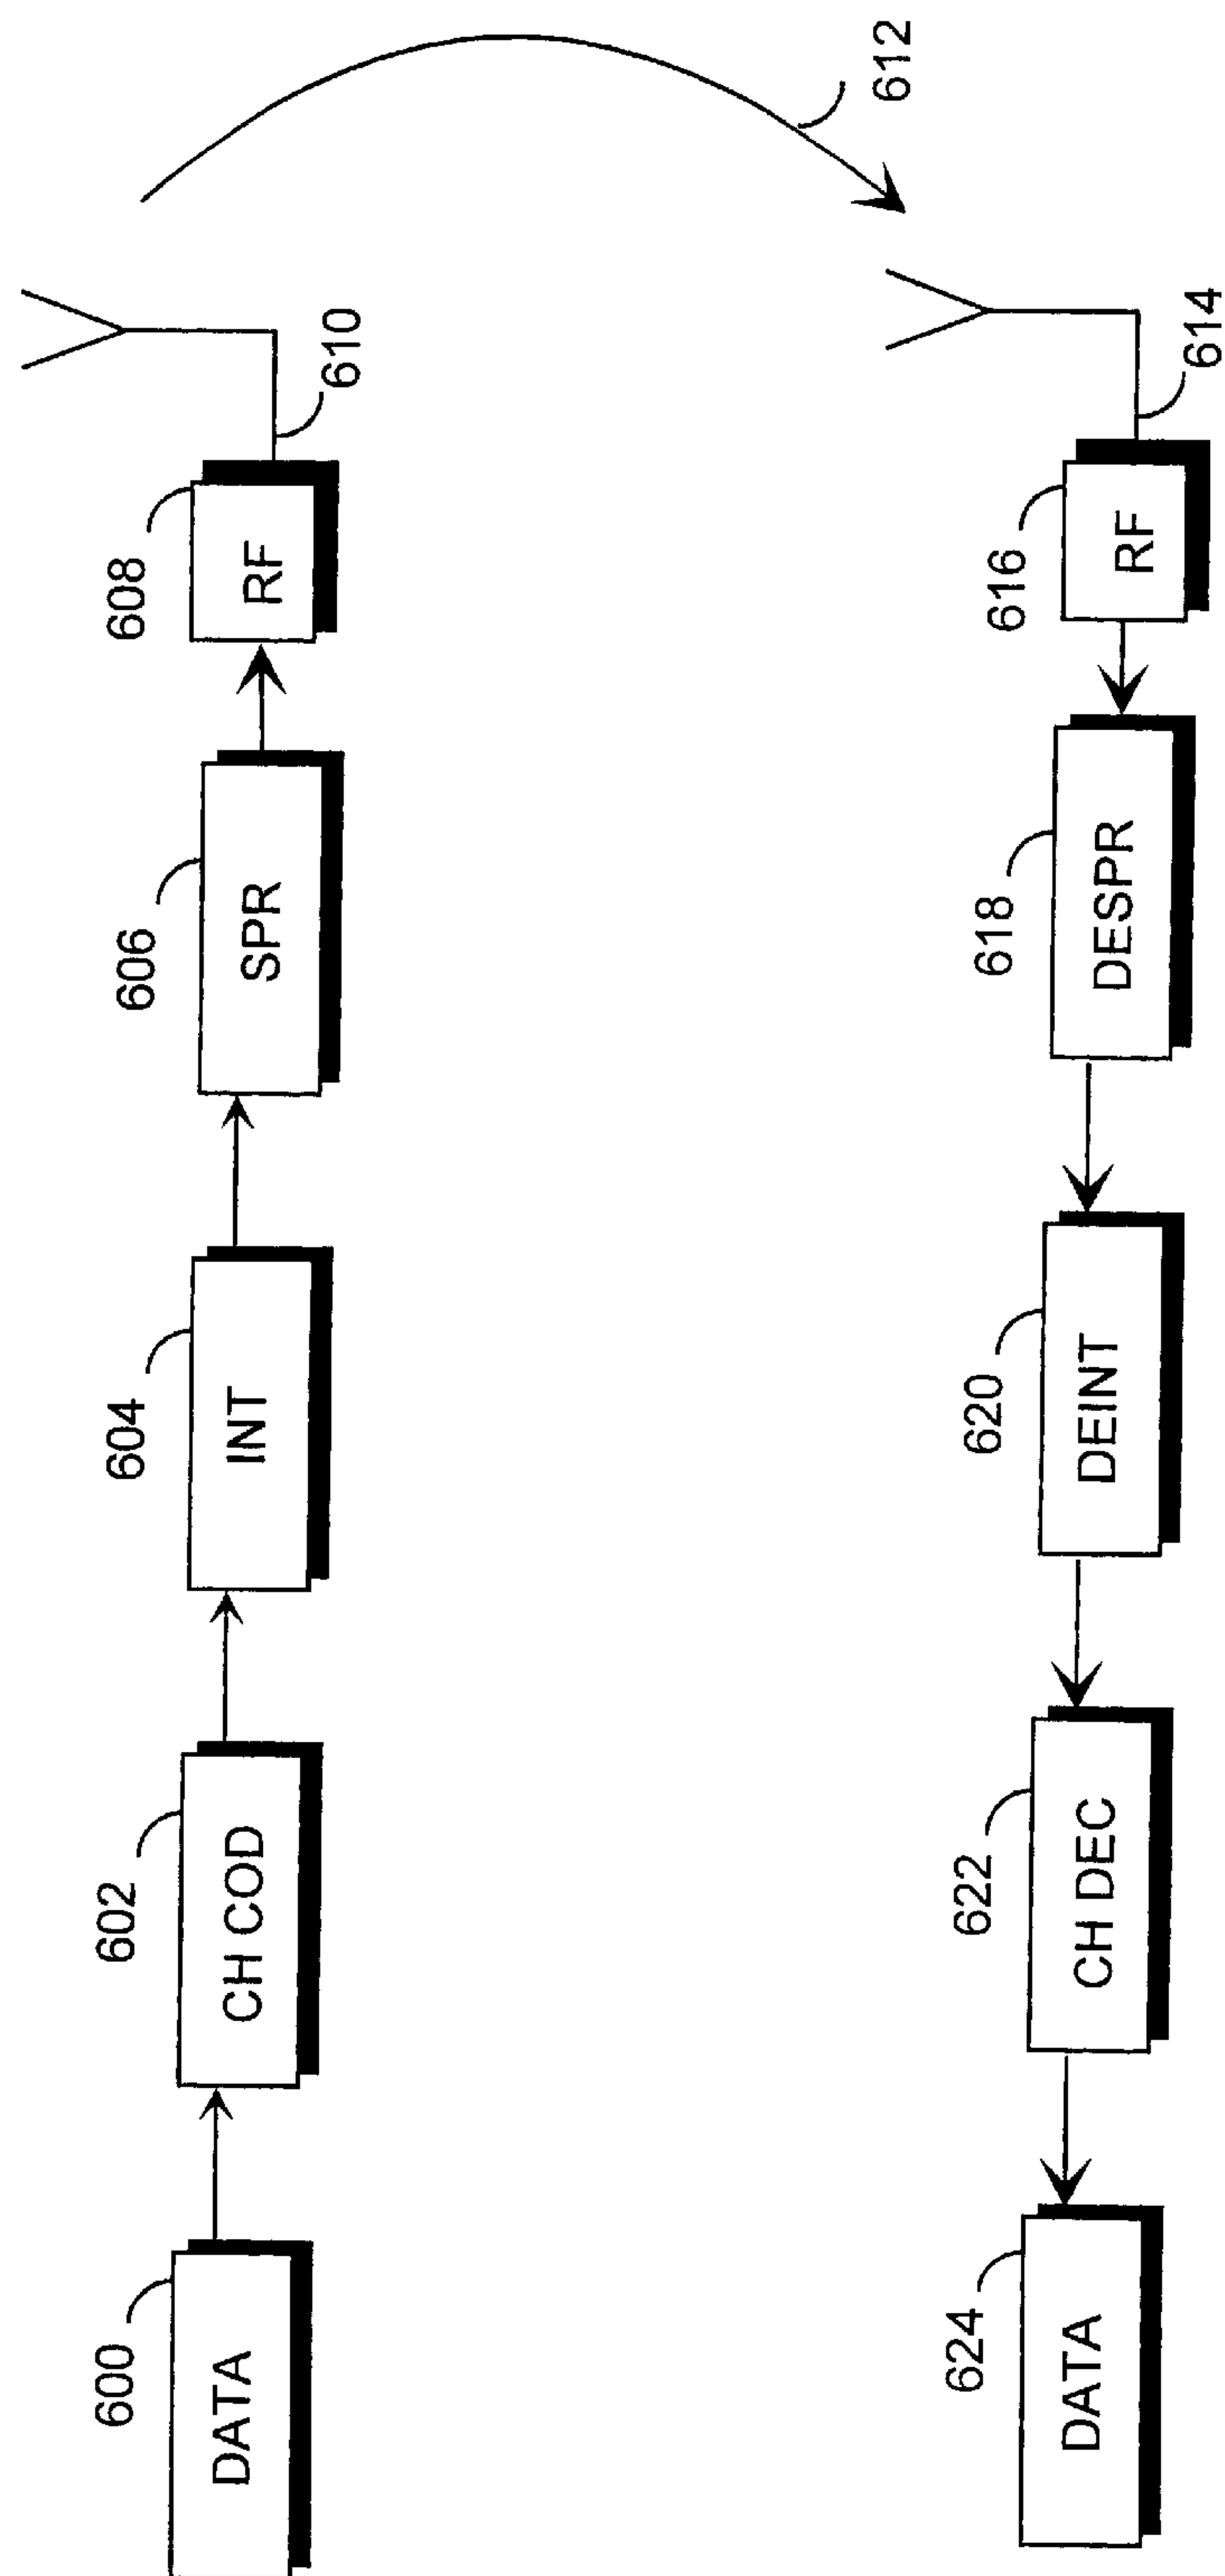 600
DATA
602
CH COD
604
INT
606
SPR
608
RF
610
612
614
616
RF
618
DESPR
620
DEINT
622
CH DEC
624
DATA